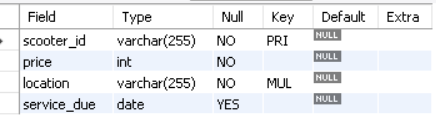 Field Type Null Key Default Extra
scooter_id varchar(255) NO PRI NULL
price int NO NULL
location varchar(255) NO MUL NULL
service_due date YES NULL